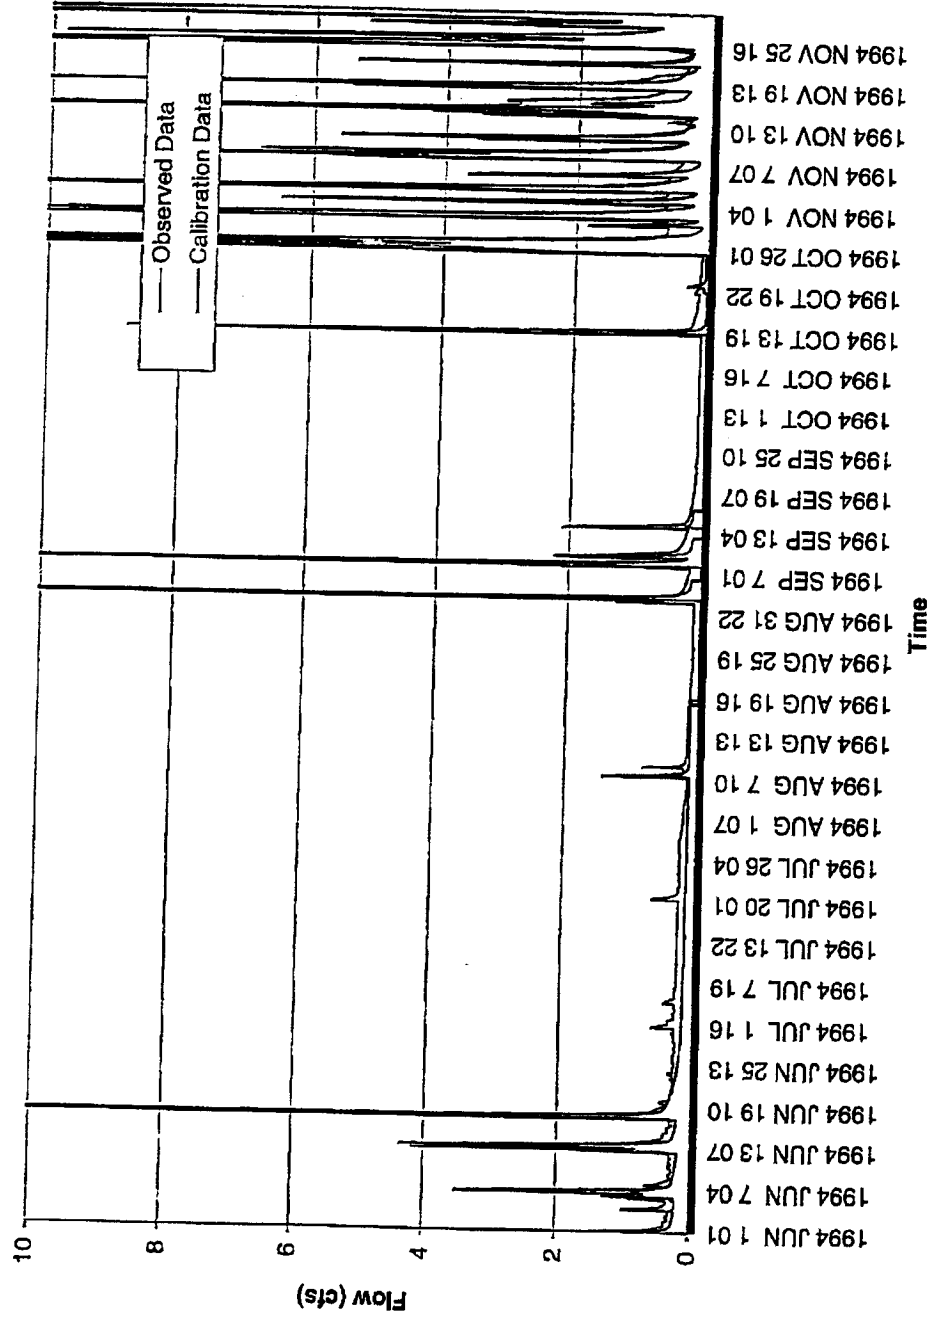 Observed Data
Calibration Data
Flow (cfs)
10
8
6
4
2
0
1994 JUN 1 01
1994 JUN 7 04
1994 JUN 13 07
1994 JUN 19 10
1994 JUN 25 13
1994 JUL 1 16
1994 JUL 7 19
1994 JUL 13 22
1994 JUL 20 01
1994 JUL 26 04
1994 AUG 1 07
1994 AUG 7 10
1994 AUG 13 13
1994 AUG 19 16
1994 AUG 25 19
1994 AUG 31 22
1994 SEP 7 01
1994 SEP 13 04
1994 SEP 19 07
1994 SEP 25 10
1994 OCT 1 13
1994 OCT 7 16
1994 OCT 13 19
1994 OCT 19 22
1994 OCT 26 01
1994 NOV 1 04
1994 NOV 7 07
1994 NOV 13 10
1994 NOV 19 13
1994 NOV 25 16
Time